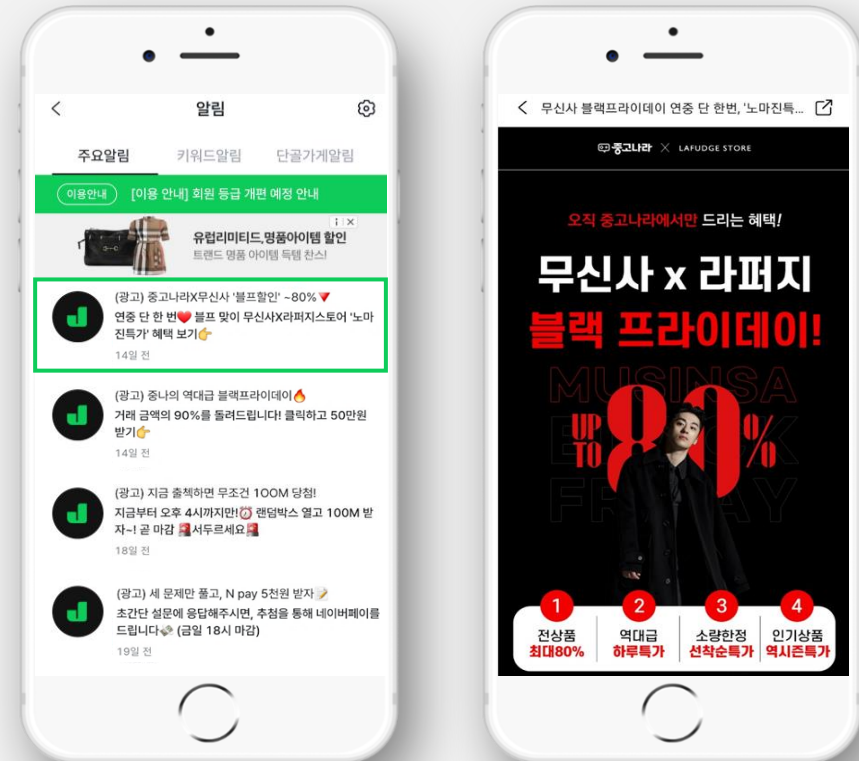 알림
주요알림 키워드알림 단골가게알림
이용안내 [이용 안내] 회원 등급 개편 예정 안내
유럽리미티드,명품아이템 할인
트랜드 명품 아이템 득템 찬스!
(광고) 중고나라X무신사 '블프할인' ~80%🔻
연중 단 한 번❤️ 블프 맞이 무신사X라퍼지스토어 '노마
진특가' 혜택 보기👉
14일 전
(광고) 중나의 역대급 블랙프라이데이🔥
거래 금액의 90%를 돌려드립니다! 클릭하고 50만원
받기👉
14일 전
(광고) 지금 출첵하면 무조건 100M 당첨!
지금부터 오후 4시까지만!⏰ 랜덤박스 열고 100M 받
자~! 곧 마감 🚨서두르세요🚨
18일 전
(광고) 세 문제만 풀고, N pay 5천원 받자📝
초간단 설문에 응답해주시면, 추첨을 통해 네이버페이를
드립니다💸 (금일 18시 마감)
19일 전
무신사 블랙프라이데이 연중 단 한번, '노마진특...
중고나라 X LAFUDGE STORE
오직 중고나라에서만 드리는 혜택!
무신사 x 라퍼지
블랙 프라이데이!
MUSINSA
BLACK
FRIDAY
UP TO 80%
1 2 3 4
전상품 역대급 소량한정 인기상품
최대80% 하루특가 선착순특가 역시즌특가